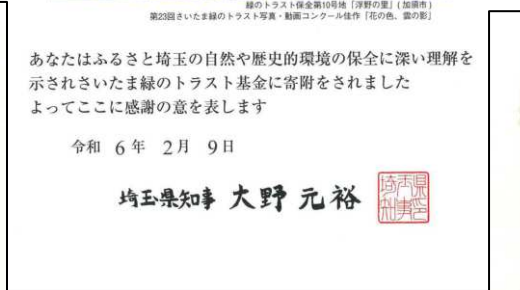 緑のトラスト保全第10号地「浮野の里」(加須市)
第23回さいたま緑のトラスト写真・動画コンクール佳作「花の色、雲の影」
あなたはふるさと埼玉の自然や歴史的環境の保全に深い理解を
示されさいたま緑のトラスト基金に寄附をされました
よってここに感謝の意を表します
令和 6年 2月 9日
埼玉県知事 大野元裕